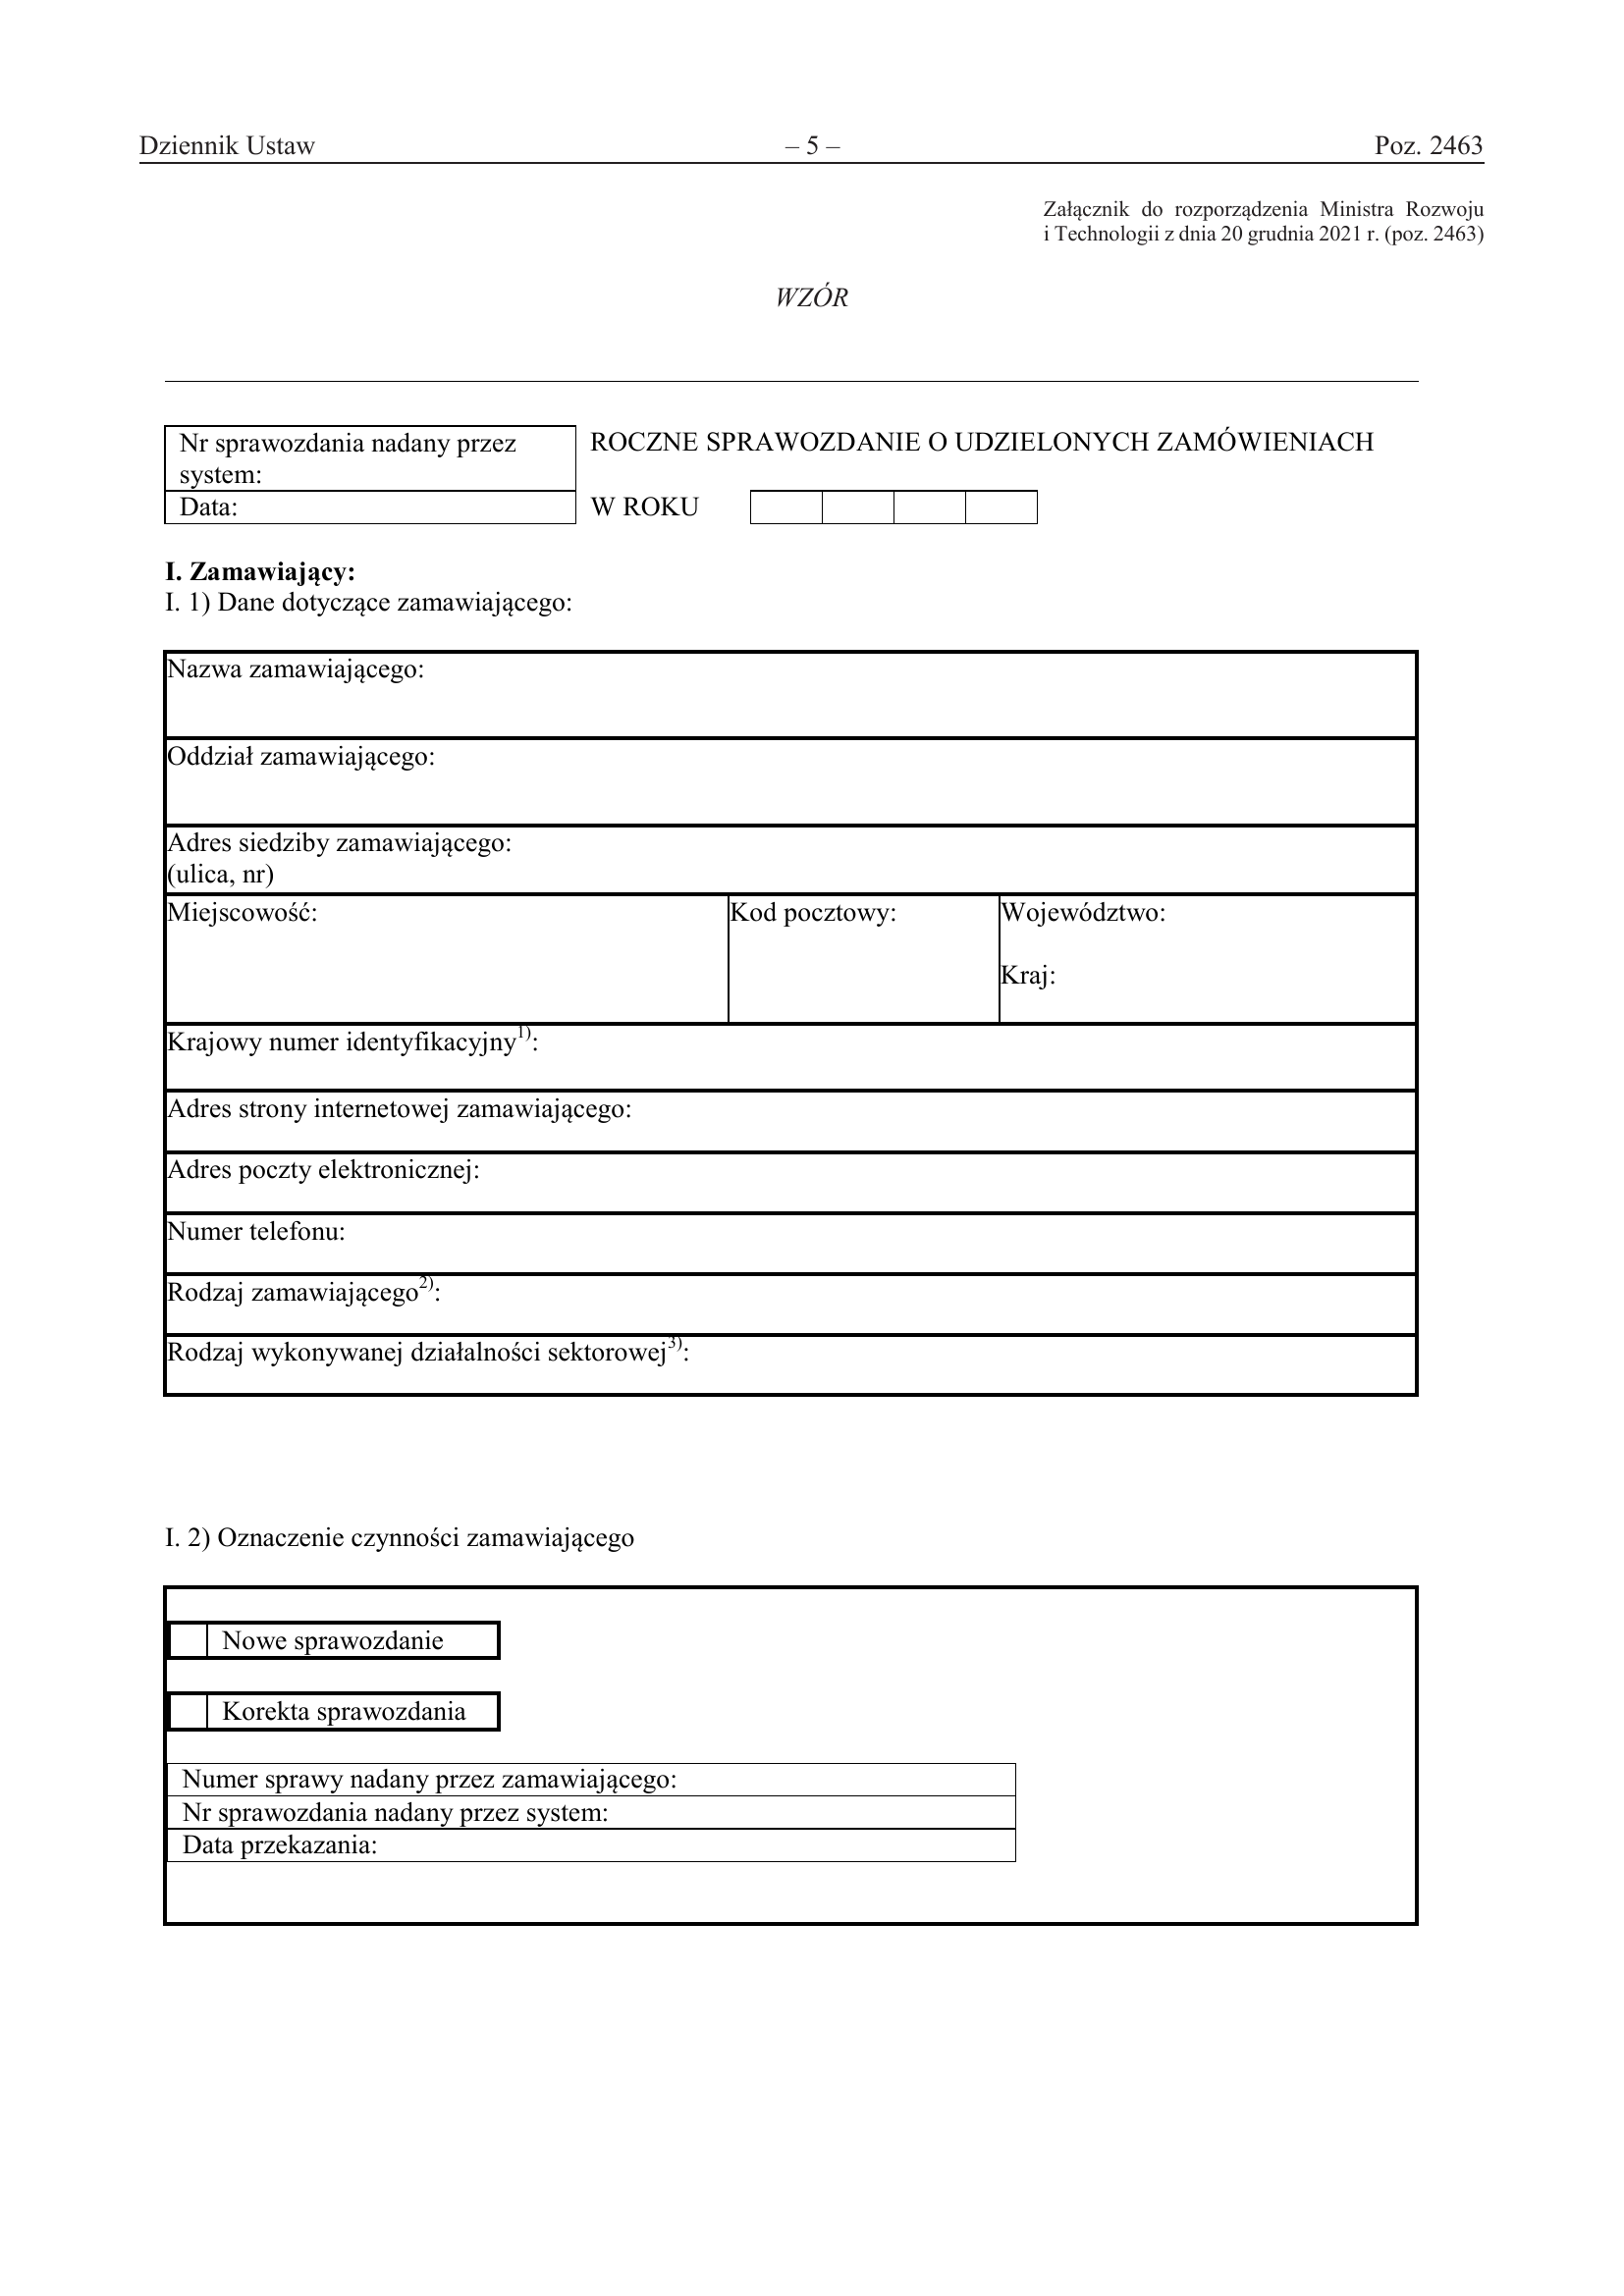 Dziennik Ustaw – 5 – Poz. 2463
Załącznik do rozporządzenia Ministra Rozwoju
i Technologii z dnia 20 grudnia 2021 r. (poz. 2463)
WZÓR
Nr sprawozdania nadany przez
system:
ROCZNE SPRAWOZDANIE O UDZIELONYCH ZAMÓWIENIACH
Data:
W ROKU
I. Zamawiający:
I. 1) Dane dotyczące zamawiającego:
Nazwa zamawiającego:
Oddział zamawiającego:
Adres siedziby zamawiającego:
(ulica, nr)
Miejscowość:
Kod pocztowy:
Województwo:
Kraj:
Krajowy numer identyfikacyjny1):
Adres strony internetowej zamawiającego:
Adres poczty elektronicznej:
Numer telefonu:
Rodzaj zamawiającego2):
Rodzaj wykonywanej działalności sektorowej3):
I. 2) Oznaczenie czynności zamawiającego
Nowe sprawozdanie
Korekta sprawozdania
Numer sprawy nadany przez zamawiającego:
Nr sprawozdania nadany przez system:
Data przekazania: